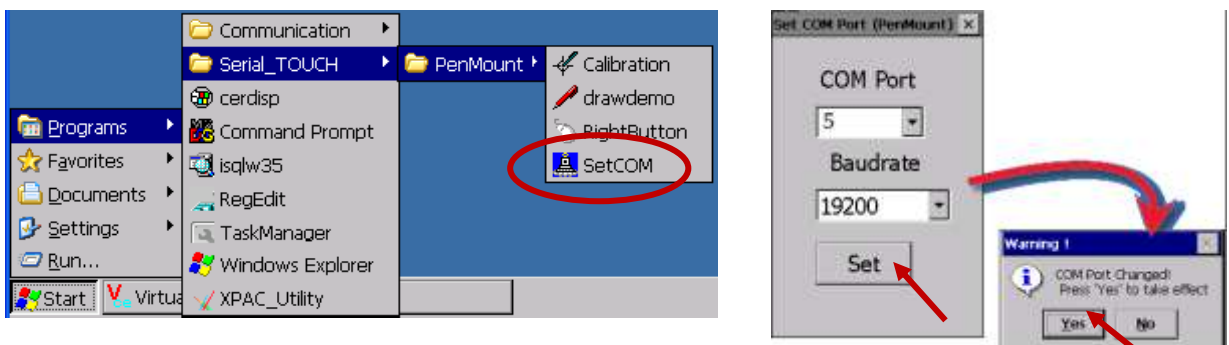 Communication
Serial_TOUCH
cerdisp
Command Prompt
isqlw35
RegEdit
TaskManager
Windows Explorer
XPAC_Utility
PenMount
Calibration
drawdemo
RightButton
SetCOM
Programs
Favorites
Documents
Settings
Run...
Start
Virtua
Set COM Port (PenMount)
COM Port
5
Baudrate
19200
Set
Warning !
COM Port Changed!
Press 'Yes' to take effect
Yes
No